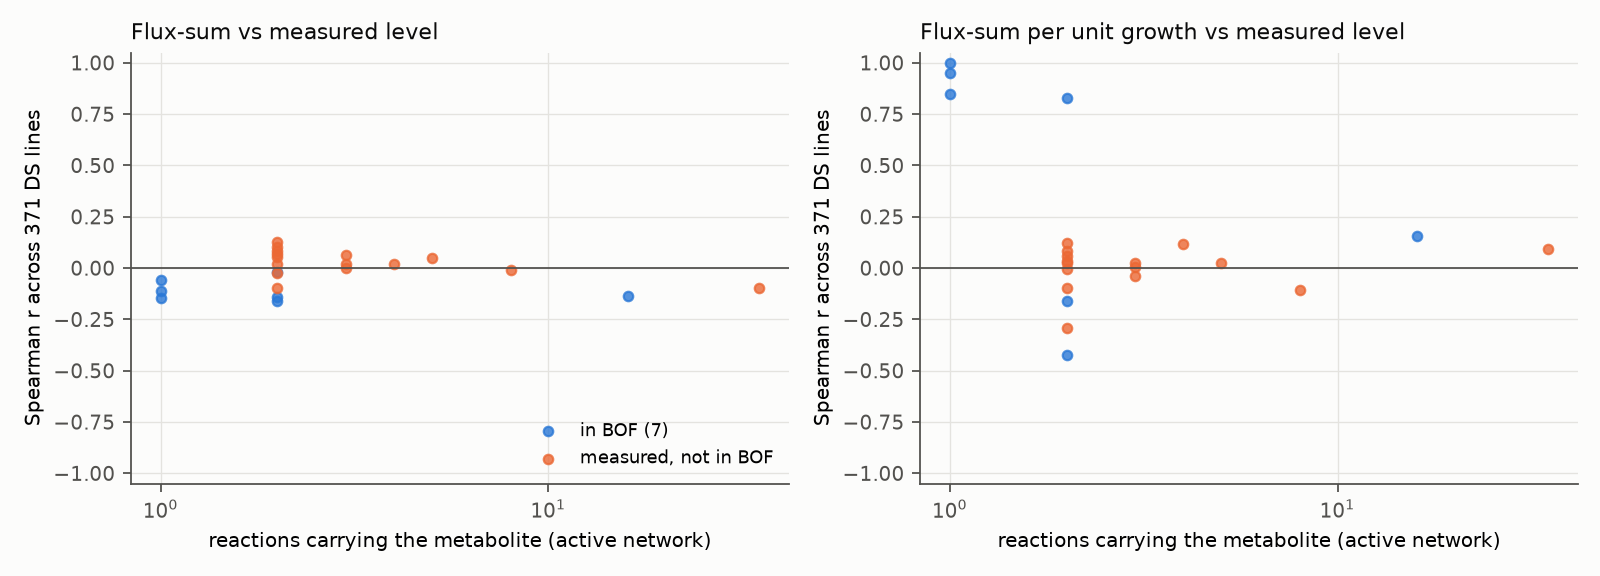 Flux-sum vs measured level
Spearman r across 371 DS lines
1.00
0.75
0.50
0.25
0.00
−0.25
−0.50
−0.75
−1.00
in BOF (7)
measured, not in BOF
10⁰
10¹
reactions carrying the metabolite (active network)
Flux-sum per unit growth vs measured level
Spearman r across 371 DS lines
1.00
0.75
0.50
0.25
0.00
−0.25
−0.50
−0.75
−1.00
10⁰
10¹
reactions carrying the metabolite (active network)